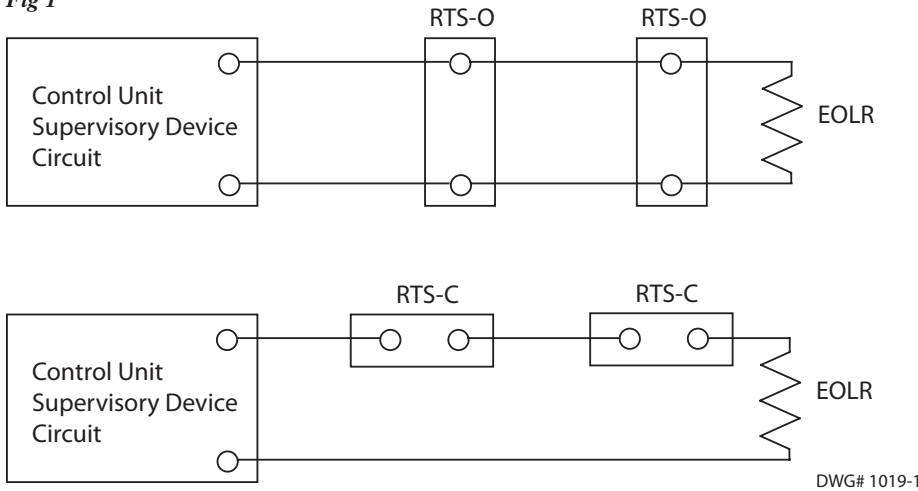 Fig 1
RTS-O
RTS-O
Control Unit
Supervisory Device
Circuit
EOLR
RTS-C
RTS-C
Control Unit
Supervisory Device
Circuit
EOLR
DWG# 1019-1